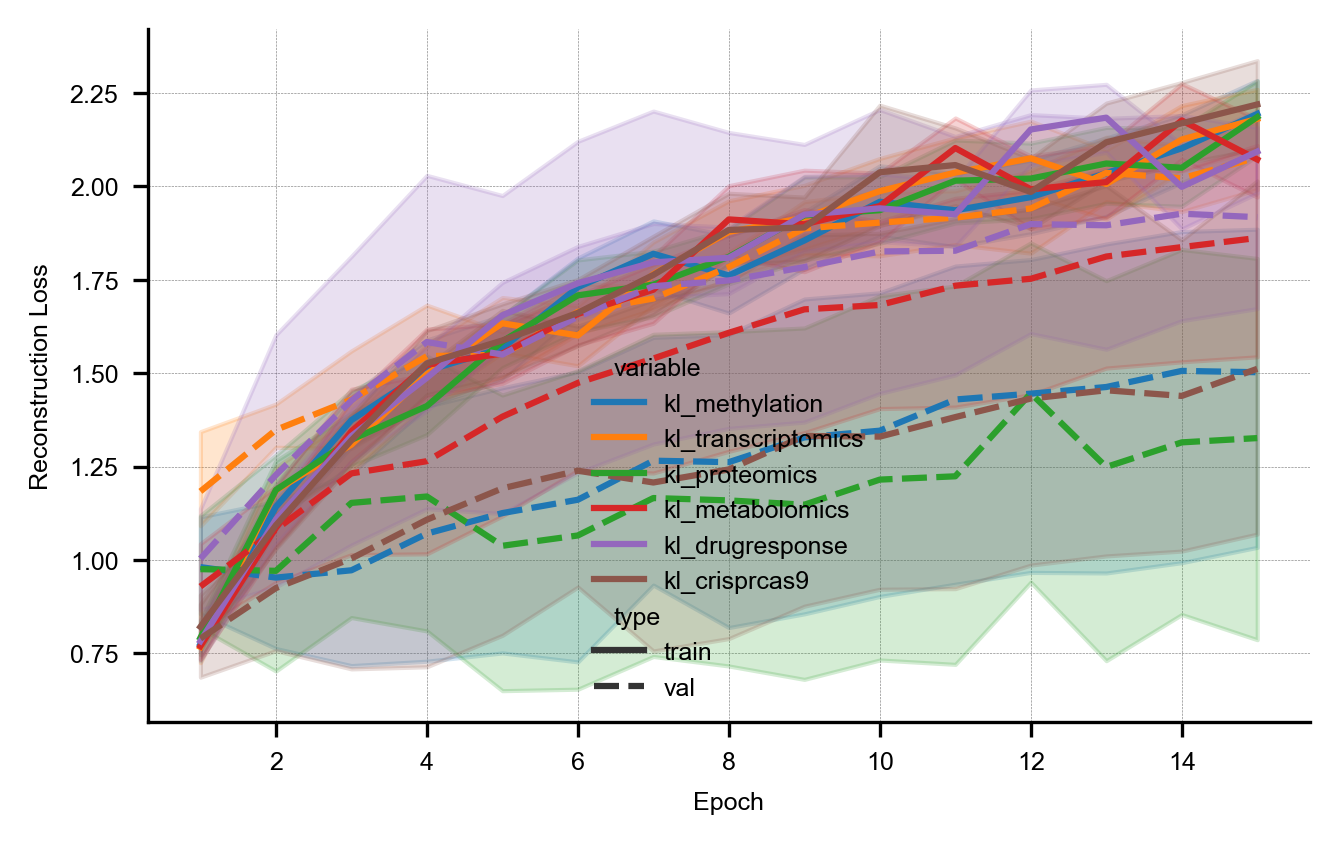 Reconstruction Loss
2.25
2.00
1.75
1.50
1.25
1.00
0.75
variable
kl_methylation
kl_transcriptomics
kl_proteomics
kl_metabolomics
kl_drugresponse
kl_crisprcas9
type
train
val
2 4 6 8 10 12 14
Epoch